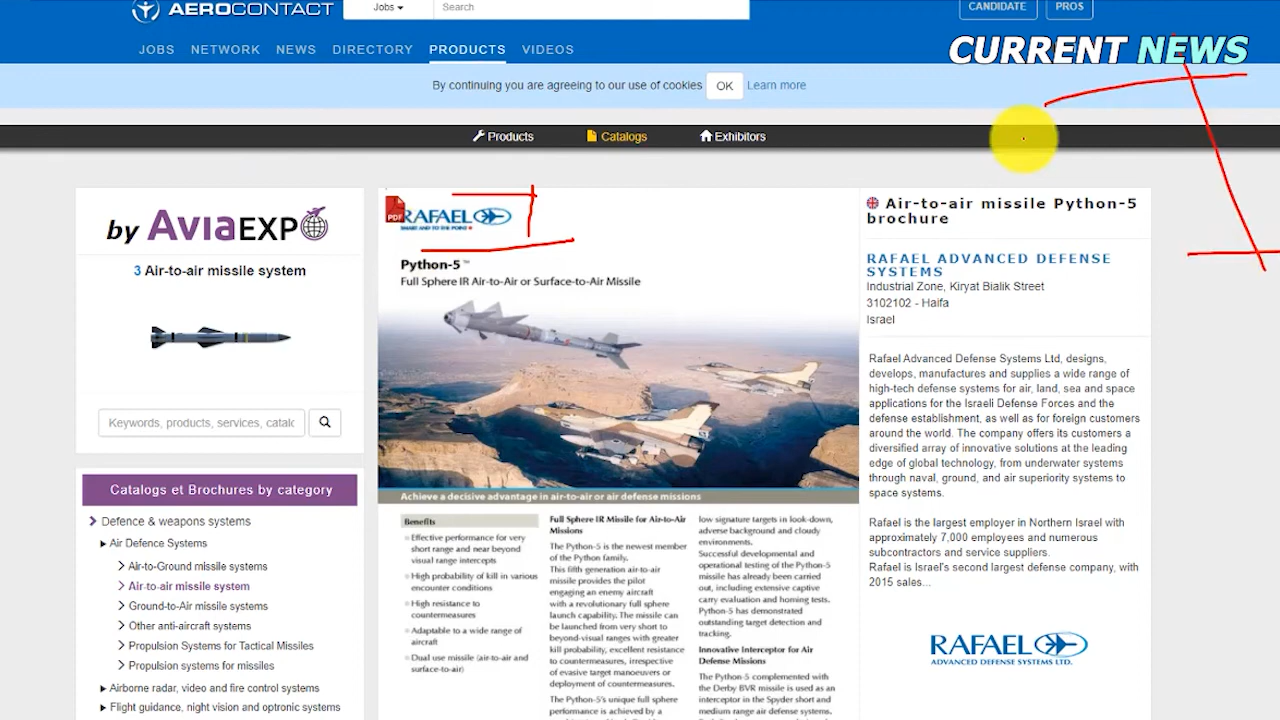 AEROCONTACT
Jobs
Search
CANDIDATE
PROS
JOBS NETWORK NEWS DIRECTORY PRODUCTS VIDEOS
CURRENT NEWS
By continuing you are agreeing to our use of cookies OK Learn more
Products Catalogs Exhibitors
by AviaEXP
3 Air-to-air missile system
Keywords, products, services, catalc
Catalogs et Brochures by category
Defence & weapons systems
Air Defence Systems
Air-to-Ground missile systems
Air-to-air missile system
Ground-to-Air missile systems
Other anti-aircraft systems
Propulsion Systems for Tactical Missiles
Propulsion systems for missiles
Airborne radar, video and fire control systems
Flight guidance, night vision and optronic systems
PDF
RAFAEL
SMART AND TO THE POINT
Python-5™
Full Sphere IR Air-to-Air or Surface-to-Air Missile
Achieve a decisive advantage in air-to-air or air defense missions
Benefits
Effective performance for very
short range and near beyond
visual range intercepts
High probability of kill in various
encounter conditions
High resistance to
countermeasures
Adaptable to a wide range of
aircraft
Dual use missile (air-to-air and
surface-to-air)
Full Sphere IR Missile for Air-to-Air
Missions
The Python-5 is the newest member
of the Python family.
This fifth generation air-to-air
missile provides the pilot
engaging an enemy aircraft
with a revolutionary full sphere
launch capability. The missile can
be launched from very short to
beyond-visual ranges with greater
kill probability, excellent resistance
to countermeasures, irrespective
of evasive target manoeuvers or
deployment of countermeasures.
The Python-5's unique full sphere
performance is achieved by a
low signature targets in look-down,
adverse background and cloudy
environments.
Successful developmental and
operational testing of the Python-5
missile has already been carried
out, including extensive captive
carry evaluation and homing tests.
Python-5 has demonstrated
outstanding target detection and
tracking.
Innovative Interceptor for Air
Defense Missions
The Python-5 complemented with
the Derby BVR missile is used as an
interceptor in the Spyder short and
medium range air defense systems.
Air-to-air missile Python-5
brochure
RAFAEL ADVANCED DEFENSE
SYSTEMS
Industrial Zone, Kiryat Bialik Street
3102102 - Haifa
Israel
Rafael Advanced Defense Systems Ltd, designs,
develops, manufactures and supplies a wide range of
high-tech defense systems for air, land, sea and space
applications for the Israeli Defense Forces and the
defense establishment, as well as for foreign customers
around the world. The company offers its customers a
diversified array of innovative solutions at the leading
edge of global technology, from underwater systems
through naval, ground, and air superiority systems to
space systems.
Rafael is the largest employer in Northern Israel with
approximately 7,000 employees and numerous
subcontractors and service suppliers.
Rafael is Israel's second largest defense company, with
2015 sales...
RAFAEL
ADVANCED DEFENSE SYSTEMS LTD.